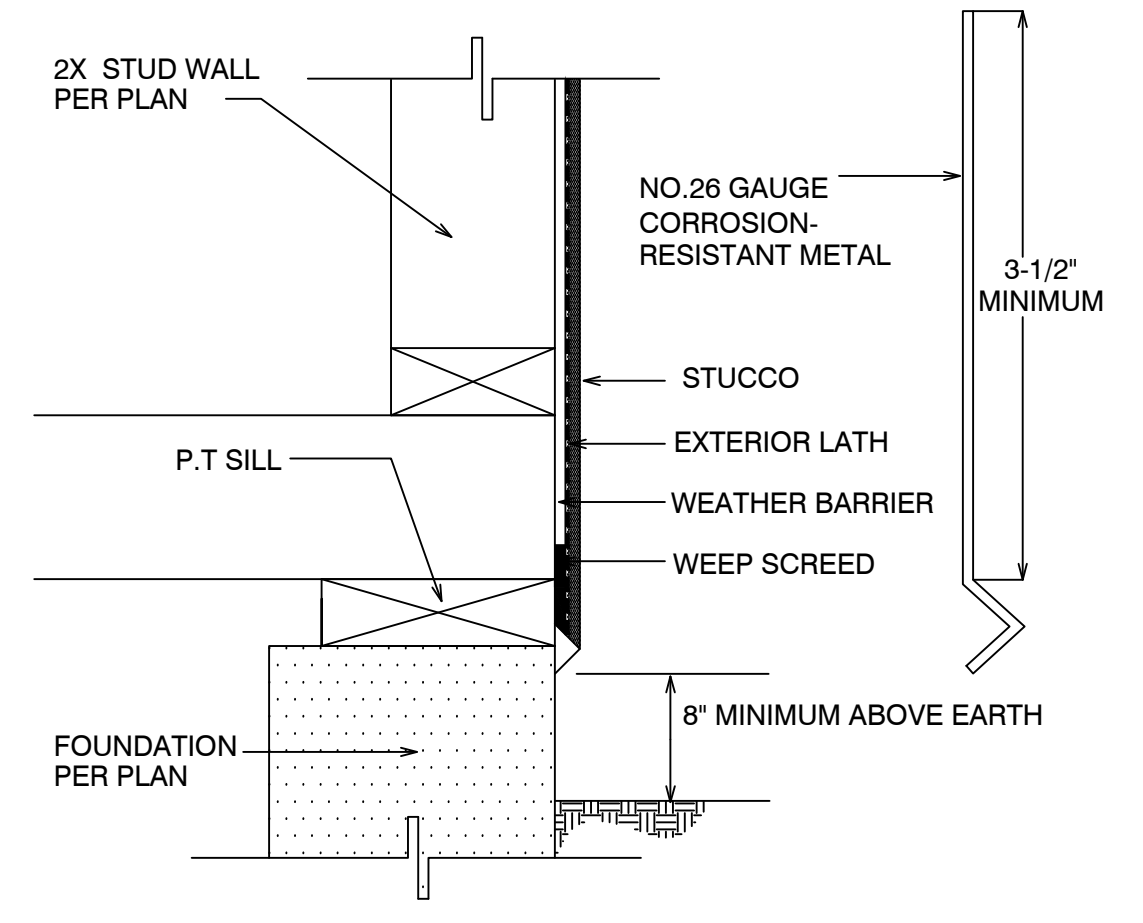 2X STUD WALL
PER PLAN
NO.26 GAUGE
CORROSION-
RESISTANT METAL
3-1/2"
MINIMUM
STUCCO
EXTERIOR LATH
P.T SILL
WEATHER BARRIER
WEEP SCREED
8" MINIMUM ABOVE EARTH
FOUNDATION
PER PLAN